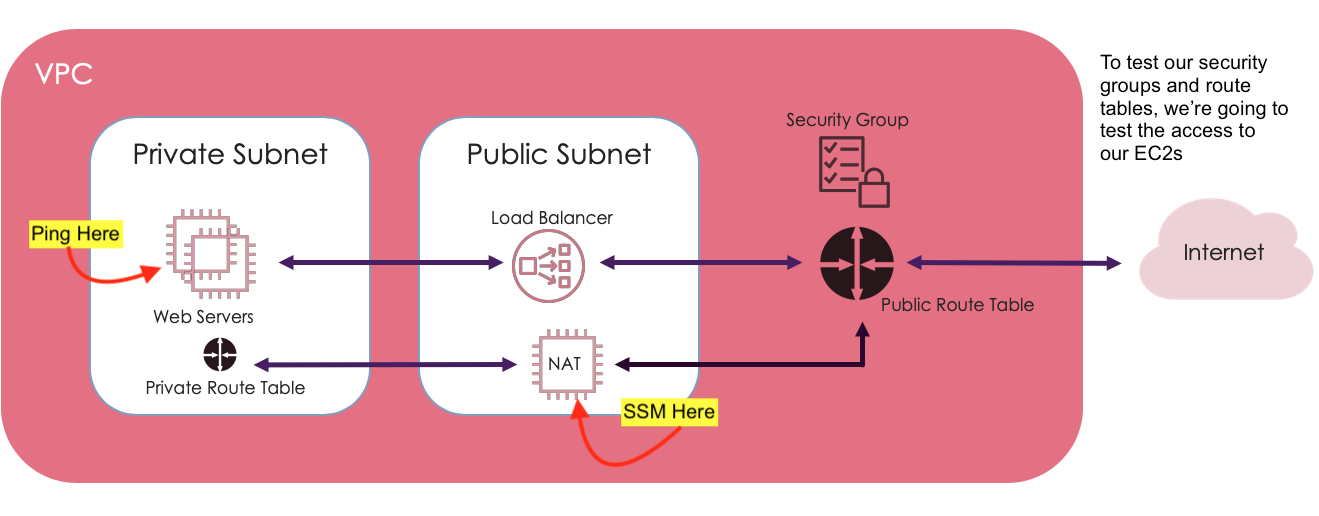 VPC
To test our security
groups and route
tables, we’re going to
test the access to
our EC2s
Security Group
Private Subnet
Public Subnet
Load Balancer
Ping Here
Internet
Public Route Table
Web Servers
NAT
Private Route Table
SSM Here